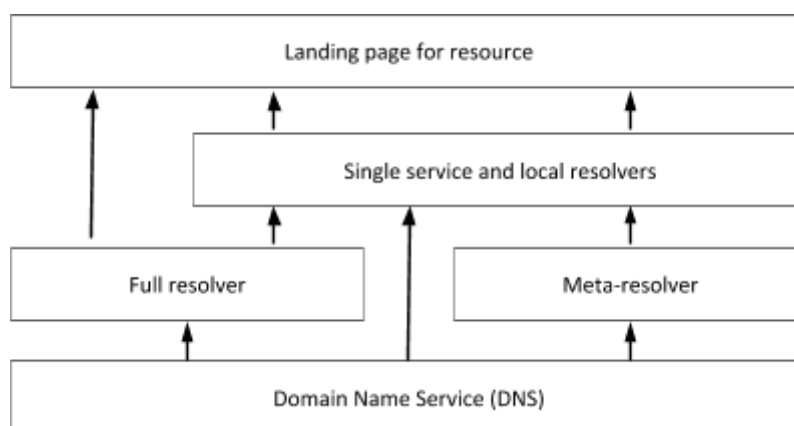 Landing page for resource
Single service and local resolvers
Full resolver
Meta-resolver
Domain Name Service (DNS)